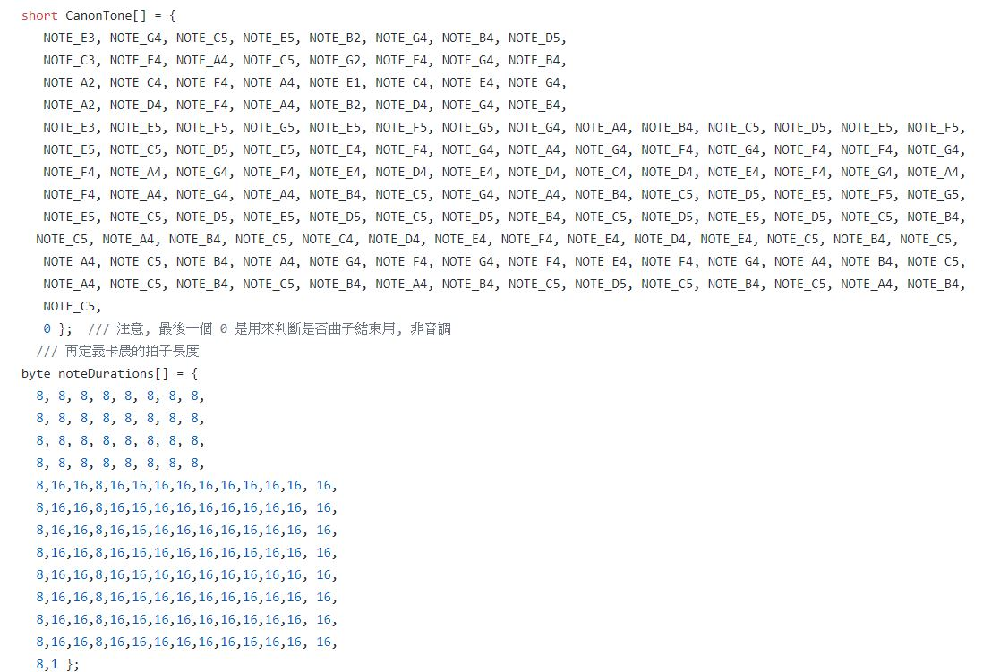 short CanonTone[] = {
NOTE_E3, NOTE_G4, NOTE_C5, NOTE_E5, NOTE_B2, NOTE_G4, NOTE_B4, NOTE_D5,
NOTE_C3, NOTE_E4, NOTE_A4, NOTE_C5, NOTE_G2, NOTE_E4, NOTE_G4, NOTE_B4,
NOTE_A2, NOTE_C4, NOTE_F4, NOTE_A4, NOTE_E1, NOTE_C4, NOTE_E4, NOTE_G4,
NOTE_A2, NOTE_D4, NOTE_F4, NOTE_A4, NOTE_B2, NOTE_D4, NOTE_G4, NOTE_B4,
NOTE_E3, NOTE_E5, NOTE_F5, NOTE_G5, NOTE_E5, NOTE_F5, NOTE_G5, NOTE_G4, NOTE_A4, NOTE_B4, NOTE_C5, NOTE_D5, NOTE_E5, NOTE_F5,
NOTE_E5, NOTE_C5, NOTE_D5, NOTE_E5, NOTE_E4, NOTE_F4, NOTE_G4, NOTE_A4, NOTE_G4, NOTE_F4, NOTE_G4, NOTE_F4, NOTE_F4, NOTE_G4,
NOTE_F4, NOTE_A4, NOTE_G4, NOTE_F4, NOTE_E4, NOTE_D4, NOTE_E4, NOTE_D4, NOTE_C4, NOTE_D4, NOTE_E4, NOTE_F4, NOTE_G4, NOTE_A4,
NOTE_F4, NOTE_A4, NOTE_G4, NOTE_A4, NOTE_B4, NOTE_C5, NOTE_G4, NOTE_A4, NOTE_B4, NOTE_C5, NOTE_D5, NOTE_E5, NOTE_F5, NOTE_G5,
NOTE_E5, NOTE_C5, NOTE_D5, NOTE_E5, NOTE_D5, NOTE_C5, NOTE_D5, NOTE_B4, NOTE_C5, NOTE_D5, NOTE_E5, NOTE_D5, NOTE_C5, NOTE_B4,
NOTE_C5, NOTE_A4, NOTE_B4, NOTE_C5, NOTE_C4, NOTE_D4, NOTE_E4, NOTE_F4, NOTE_E4, NOTE_D4, NOTE_E4, NOTE_C5, NOTE_B4, NOTE_C5,
NOTE_A4, NOTE_C5, NOTE_B4, NOTE_A4, NOTE_G4, NOTE_F4, NOTE_G4, NOTE_F4, NOTE_E4, NOTE_F4, NOTE_G4, NOTE_A4, NOTE_B4, NOTE_C5,
NOTE_A4, NOTE_C5, NOTE_B4, NOTE_C5, NOTE_B4, NOTE_A4, NOTE_B4, NOTE_C5, NOTE_D5, NOTE_C5, NOTE_B4, NOTE_C5, NOTE_A4, NOTE_B4,
NOTE_C5,
0 }; /// 注意, 最後一個 0 是用來判斷是否曲子結束用, 非音調
/// 再定義卡農的拍子長度
byte noteDurations[] = {
8, 8, 8, 8, 8, 8, 8, 8,
8, 8, 8, 8, 8, 8, 8, 8,
8, 8, 8, 8, 8, 8, 8, 8,
8, 8, 8, 8, 8, 8, 8, 8,
8,16,16,8,16,16,16,16,16,16,16,16,16, 16,
8,16,16,8,16,16,16,16,16,16,16,16,16, 16,
8,16,16,8,16,16,16,16,16,16,16,16,16, 16,
8,16,16,8,16,16,16,16,16,16,16,16,16, 16,
8,16,16,8,16,16,16,16,16,16,16,16,16, 16,
8,16,16,8,16,16,16,16,16,16,16,16,16, 16,
8,16,16,8,16,16,16,16,16,16,16,16,16, 16,
8,16,16,8,16,16,16,16,16,16,16,16,16, 16,
8,1 };